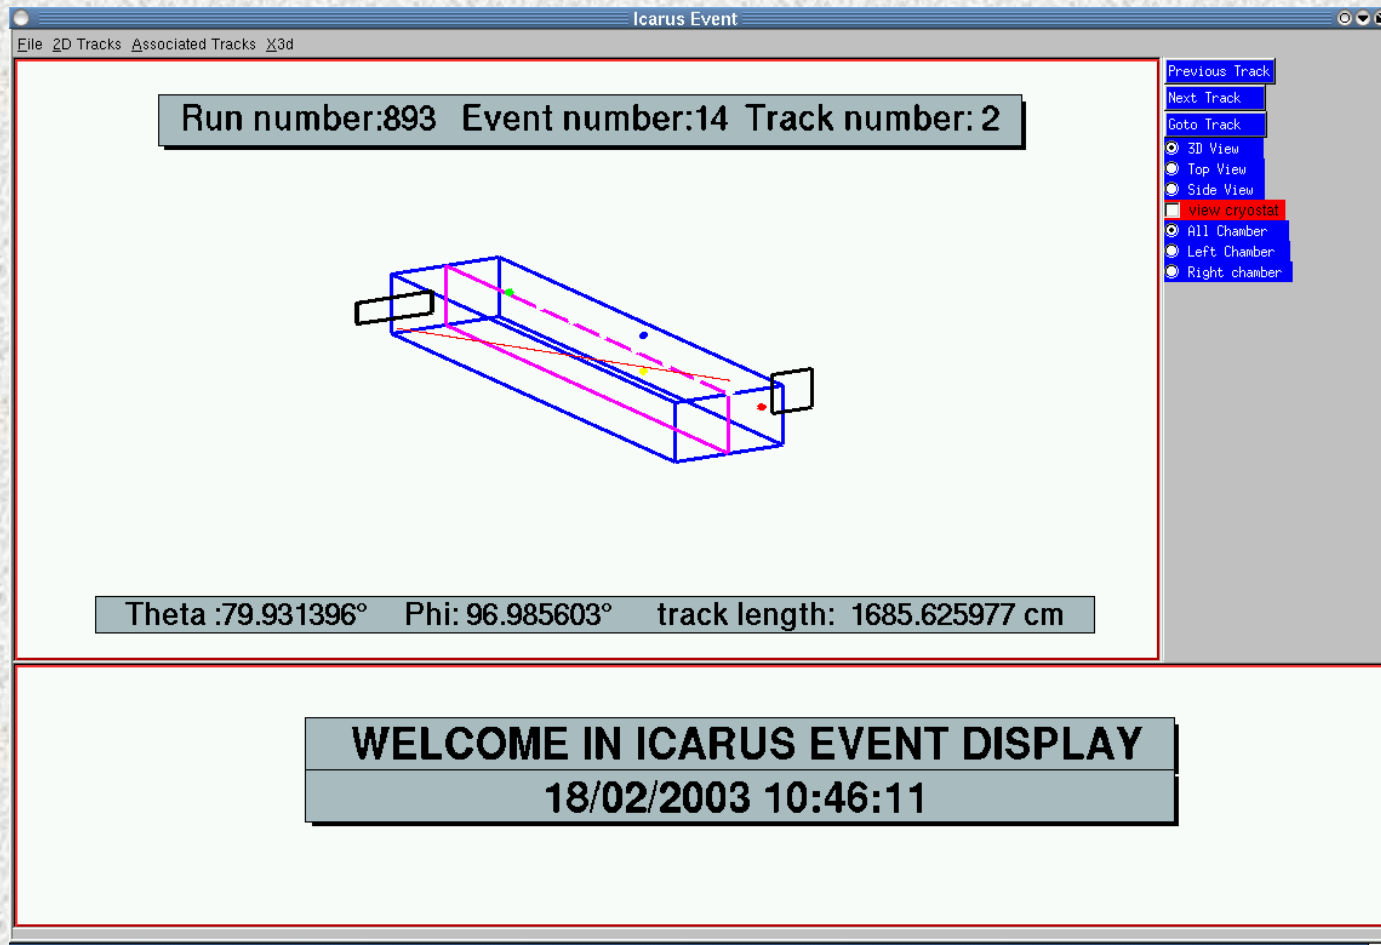 Icarus Event
File 2D Tracks Associated Tracks X3d
Run number:893 Event number:14 Track number: 2
Previous Track
Next Track
Goto Track
3D View
Top View
Side View
view cryostat
All Chamber
Left Chamber
Right chamber
Theta :79.931396° Phi: 96.985603° track length: 1685.625977 cm
WELCOME IN ICARUS EVENT DISPLAY
18/02/2003 10:46:11